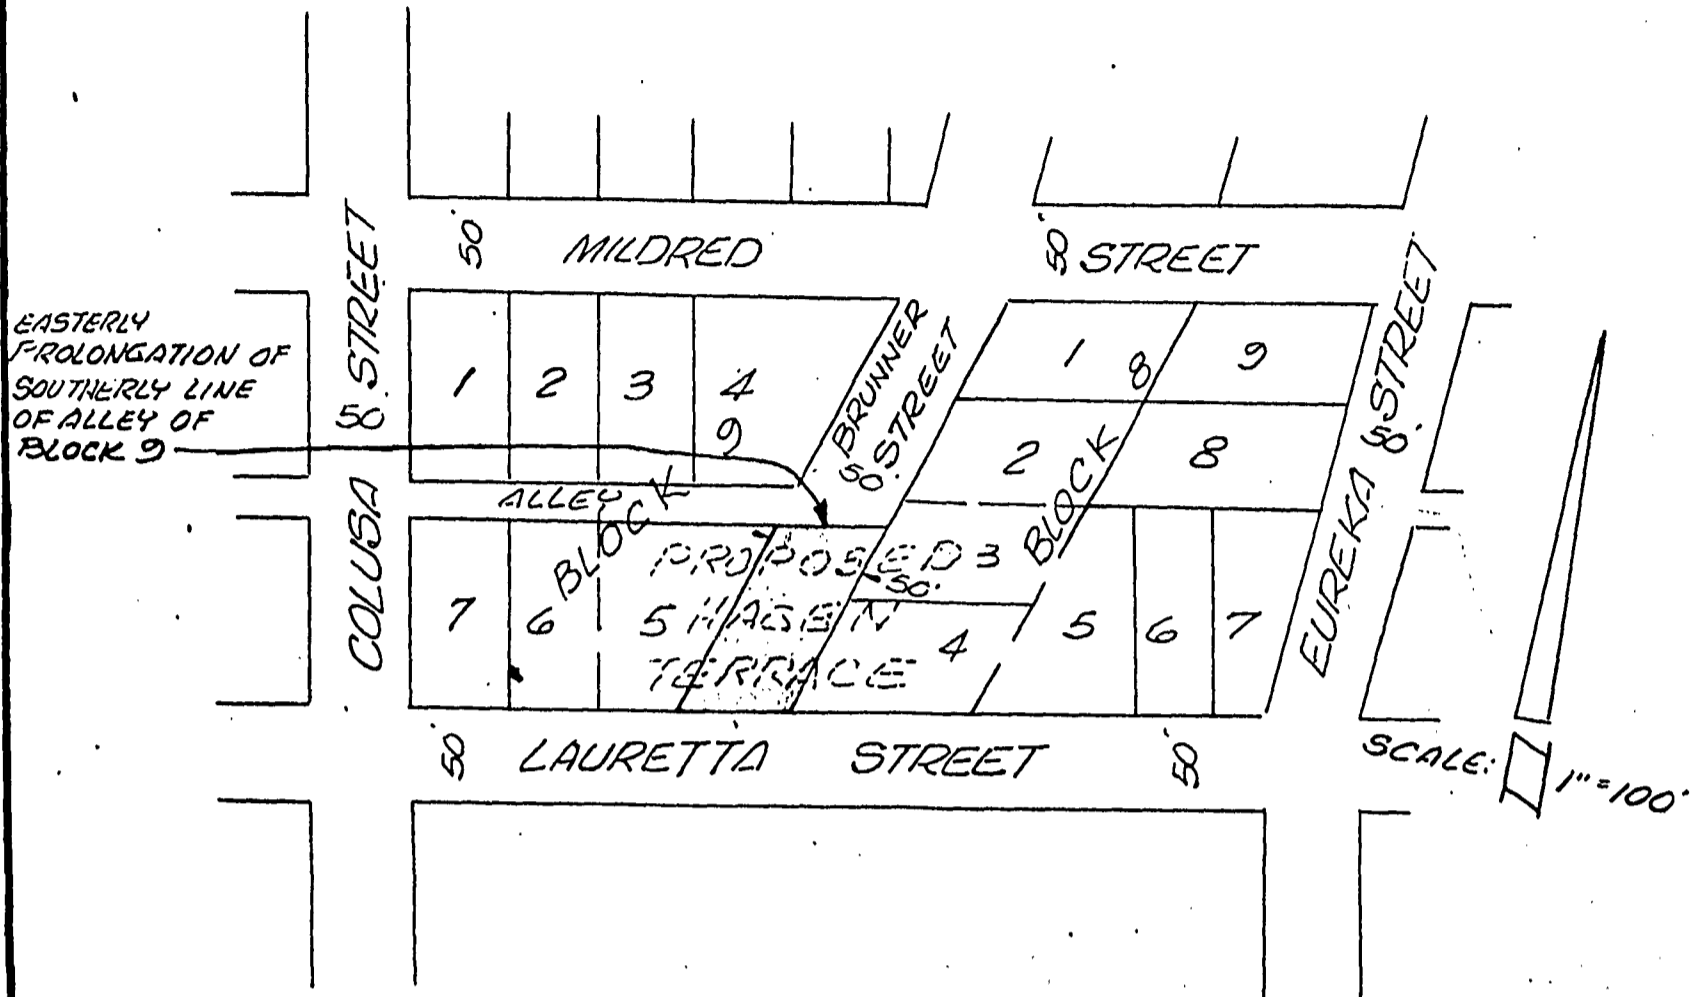 50'
MILDRED
50'
STREET
EASTERLY
PROLONGATION OF
SOUTHERLY LINE
OF ALLEY OF
BLOCK 9
COLUSA 50' STREET
1
2
3
4
9
BRUNNER
50' STREET
1
8
9
2
BLOCK
8
EUREKA 50' STREET
ALLEY
BLOCK
PROPOSED
3
50'
7
6
5
HAGEN
4
5
6
7
TERRACE
50'
LAURETTA STREET
50'
SCALE: 1"=100'